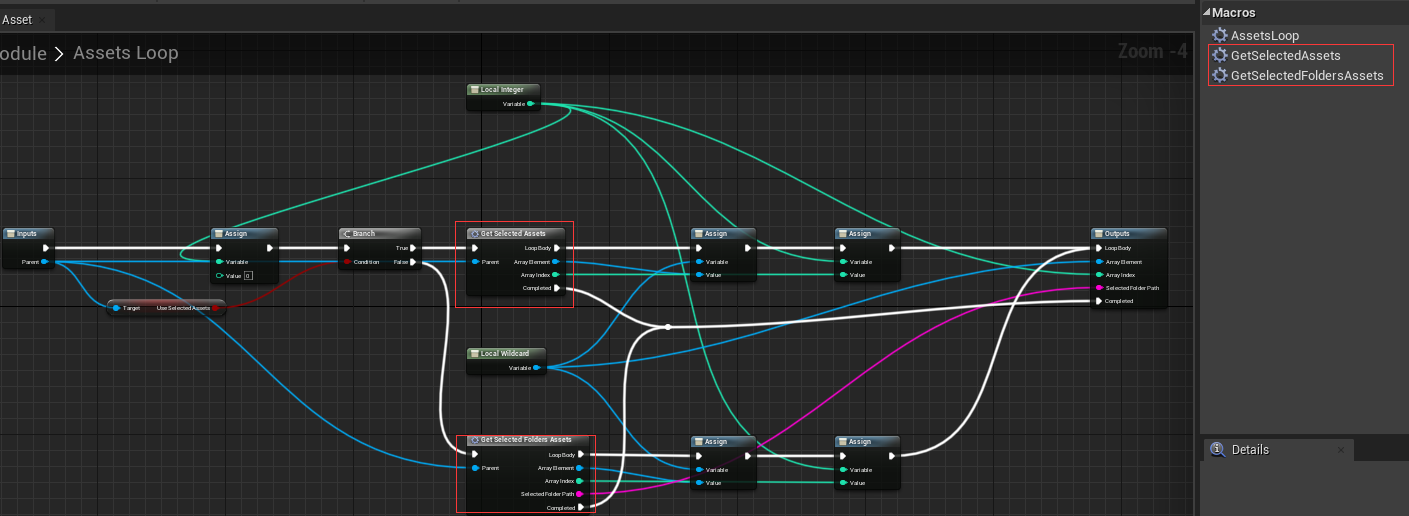 Asset
Macros
odule > Assets Loop
Zoom -4
AssetsLoop
GetSelectedAssets
GetSelectedFoldersAssets
Local Integer
Variable
Inputs
Parent
Assign
Variable
Value 0
Branch
True
Condition False
Get Selected Assets
Loop Body
Parent Array Element
Array Index
Completed
Assign
Variable
Value
Assign
Variable
Value
Outputs
Loop Body
Array Element
Array Index
Selected Folder Path
Completed
Target Use Selected Assets
Local Wildcard
Variable
Get Selected Folders Assets
Loop Body
Parent Array Element
Array Index
Selected Folder Path
Completed
Assign
Variable
Value
Assign
Variable
Value
Details